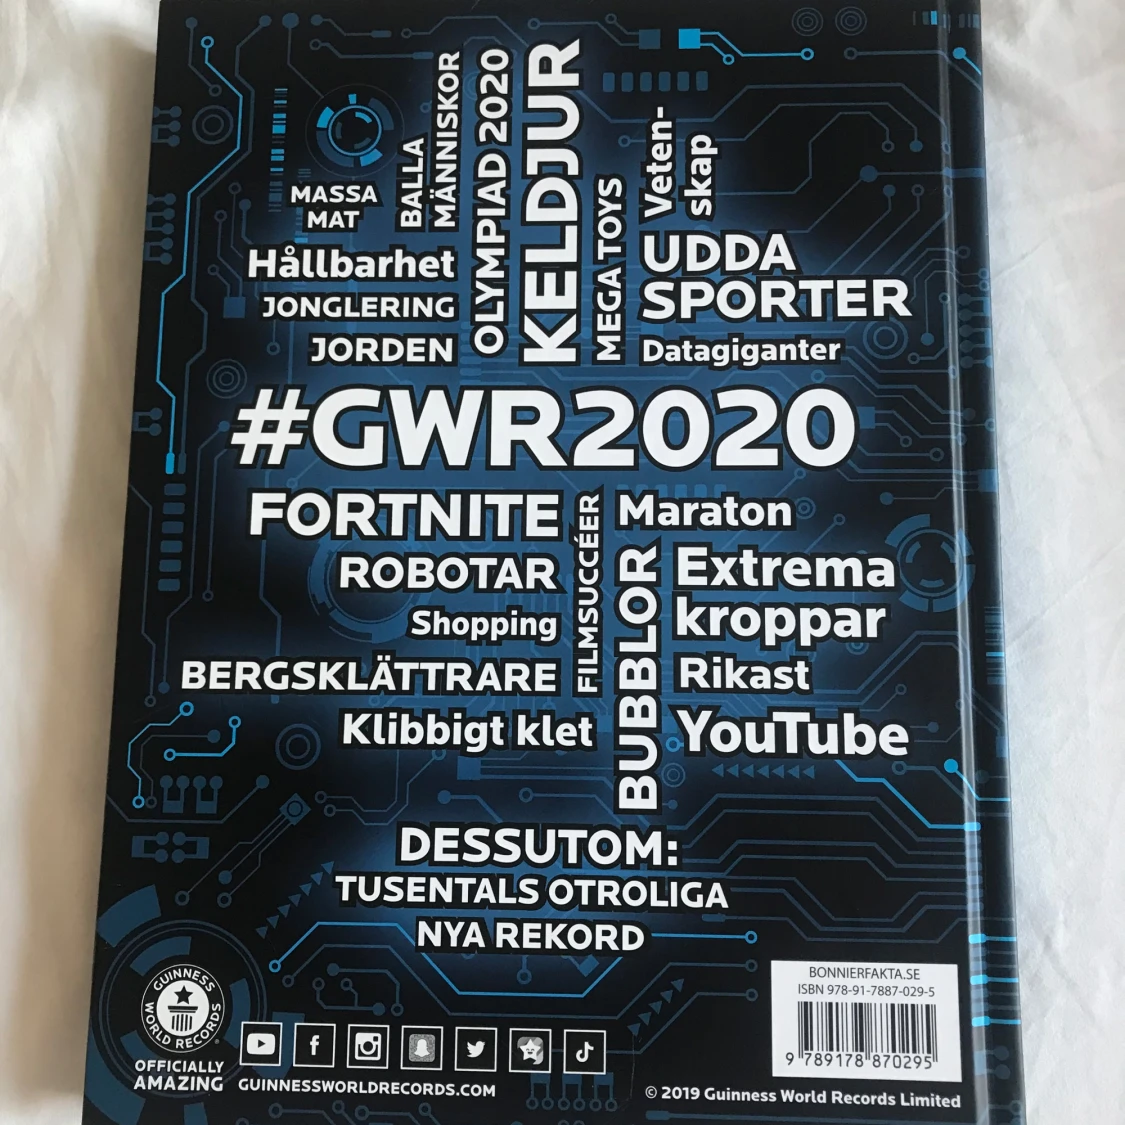 MASSA
MAT
BALLA
MÄNNISKOR
OLYMPIAD 2020
KELDJUR
MEGA TOYS
Veten-
skap
Hållbarhet
JONGLERING
JORDEN
UDDA
SPORTER
Datagiganter
#GWR2020
FORTNITE
ROBOTAR
Shopping
BERGSKLÄTTRARE
Klibbigt klet
FILMSUCCÉER
BUBBLOR
Maraton
Extrema
kroppar
Rikast
YouTube
DESSUTOM:
TUSENTALS OTROLIGA
NYA REKORD
GUINNESS
WORLD RECORDS
OFFICIALLY
AMAZING
GUINNESSWORLDRECORDS.COM
BONNIERFAKTA.SE
ISBN 978-91-7887-029-5
9 789178 870295
© 2019 Guinness World Records Limited